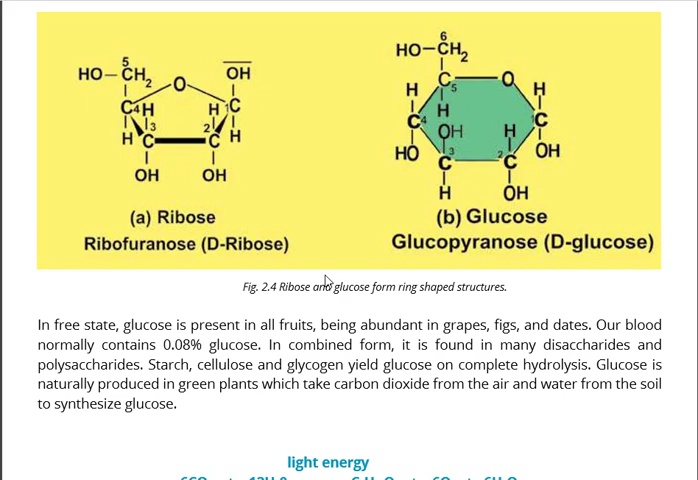 5
HO–CH2
O
OH
C4 H
H 1C
H
3
2
H
C
C
OH
OH
(a) Ribose
Ribofuranose (D-Ribose)
6
HO–CH2
C
5
O
H
H
H
C
4
OH
H
1C
HO
3
2
OH
C
C
H
OH
(b) Glucose
Glucopyranose (D-glucose)
Fig. 2.4 Ribose and glucose form ring shaped structures.
In free state, glucose is present in all fruits, being abundant in grapes, figs, and dates. Our blood
normally contains 0.08% glucose. In combined form, it is found in many disaccharides and
polysaccharides. Starch, cellulose and glycogen yield glucose on complete hydrolysis. Glucose is
naturally produced in green plants which take carbon dioxide from the air and water from the soil
to synthesize glucose.
light energy